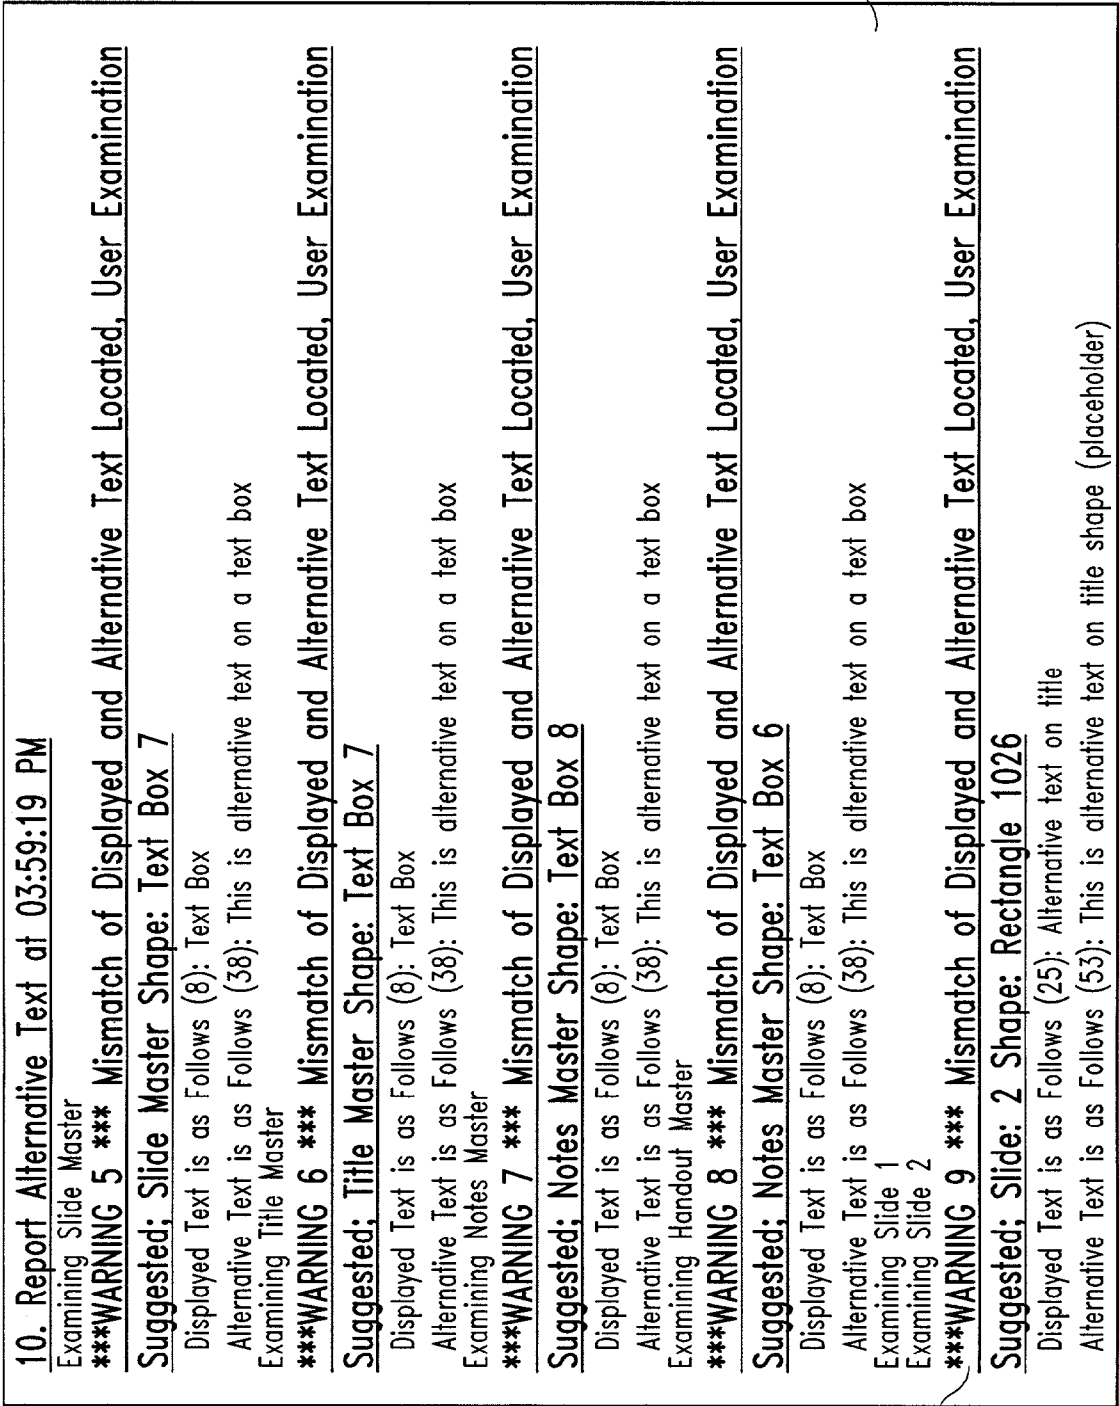 10. Report Alternative Text at 03:59:19 PM
Examining Slide Master
***WARNING 5 *** Mismatch of Displayed and Alternative Text Located, User Examination
Suggested; Slide Master Shape: Text Box 7
Displayed Text is as Follows (8): Text Box
Alternative Text is as Follows (38): This is alternative text on a text box
Examining Title Master
***WARNING 6 *** Mismatch of Displayed and Alternative Text Located, User Examination
Suggested; Title Master Shape: Text Box 7
Displayed Text is as Follows (8): Text Box
Alternative Text is as Follows (38): This is alternative text on a text box
Examining Notes Master
***WARNING 7 *** Mismatch of Displayed and Alternative Text Located, User Examination
Suggested; Notes Master Shape: Text Box 8
Displayed Text is as Follows (8): Text Box
Alternative Text is as Follows (38): This is alternative text on a text box
Examining Handout Master
***WARNING 8 *** Mismatch of Displayed and Alternative Text Located, User Examination
Suggested; Notes Master Shape: Text Box 6
Displayed Text is as Follows (8): Text Box
Alternative Text is as Follows (38): This is alternative text on a text box
Examining Slide 1
Examining Slide 2
***WARNING 9 *** Mismatch of Displayed and Alternative Text Located, User Examination
Suggested; Slide: 2 Shape: Rectangle 1026
Displayed Text is as Follows (25): Alternative text on title
Alternative Text is as Follows (53): This is alternative text on title shape (placeholder)